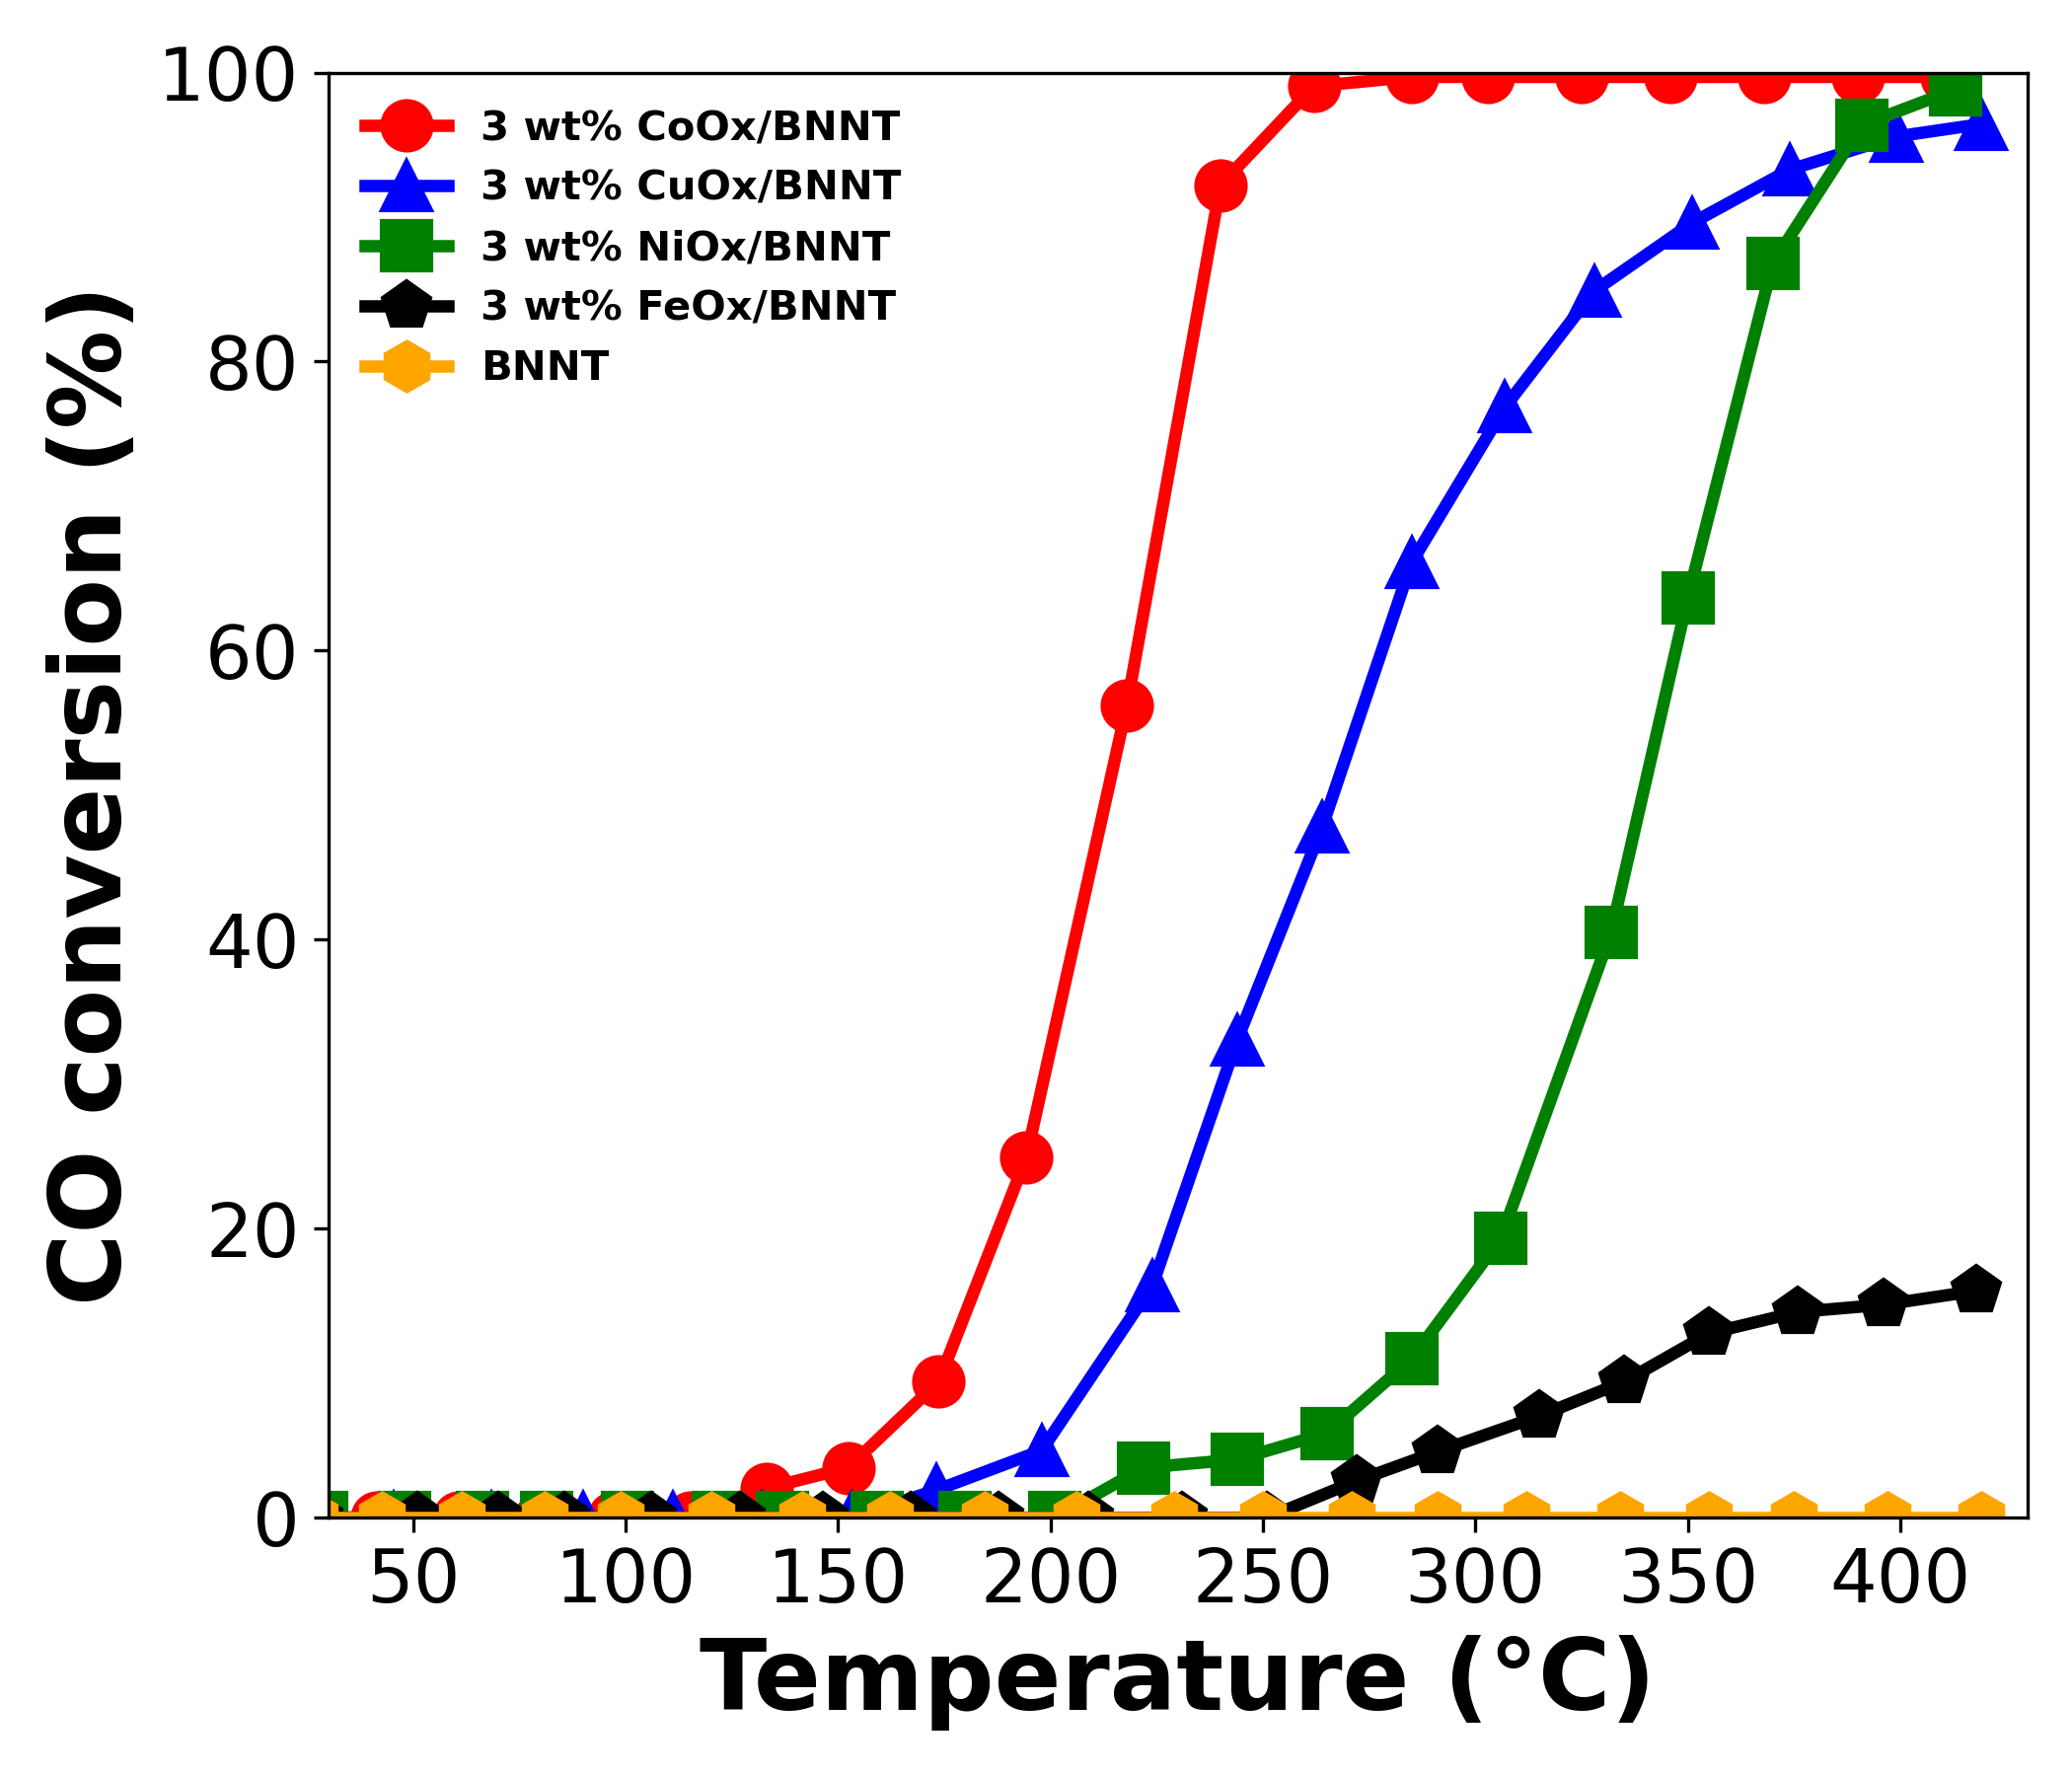 CO conversion (%)
100
80
60
40
20
0
3 wt% CoOx/BNNT
3 wt% CuOx/BNNT
3 wt% NiOx/BNNT
3 wt% FeOx/BNNT
BNNT
50 100 150 200 250 300 350 400
Temperature (°C)